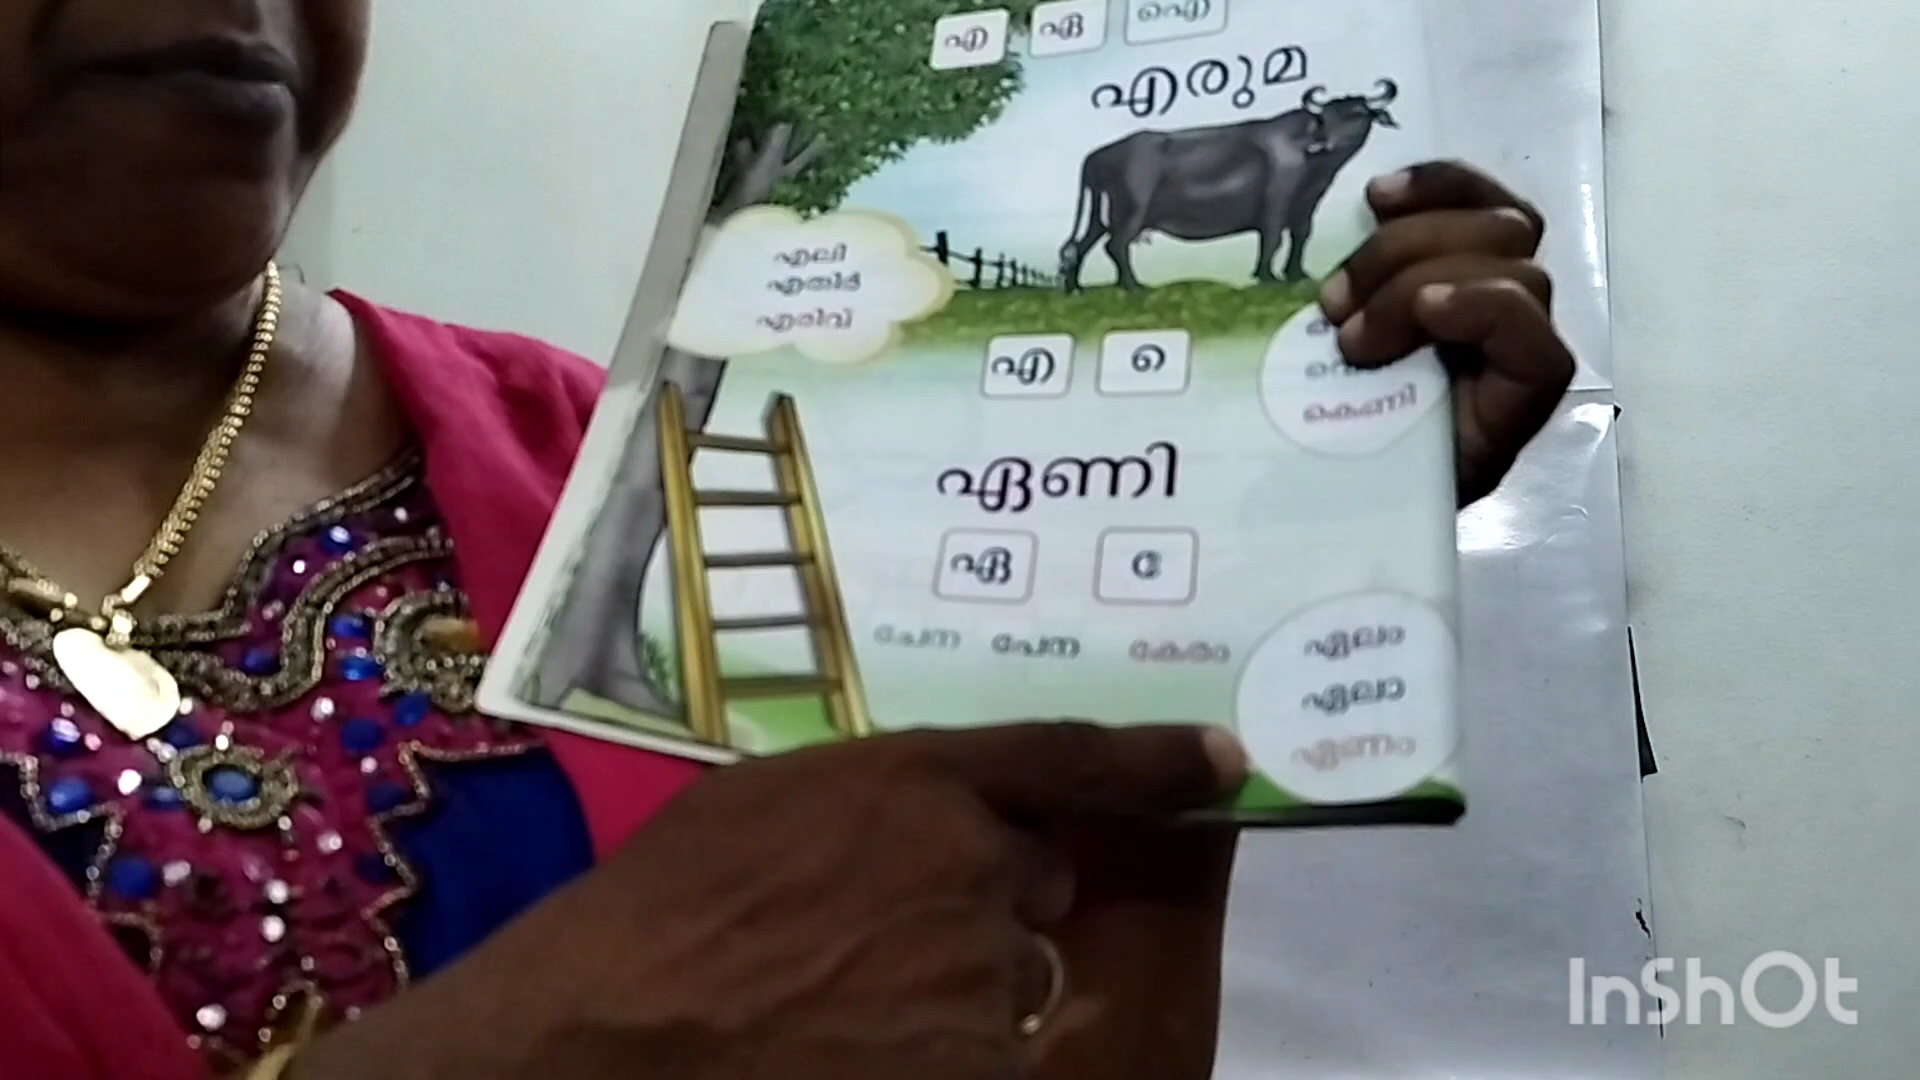 എ ഏ ഐ
എരുമ
എലി
എതിർ
എരിവ്
എ െ
കെണി
ഏണി
ഏ േ
ചേന പേന കേരം
ഏലം
ഏലാ
ഏണം
InShOt